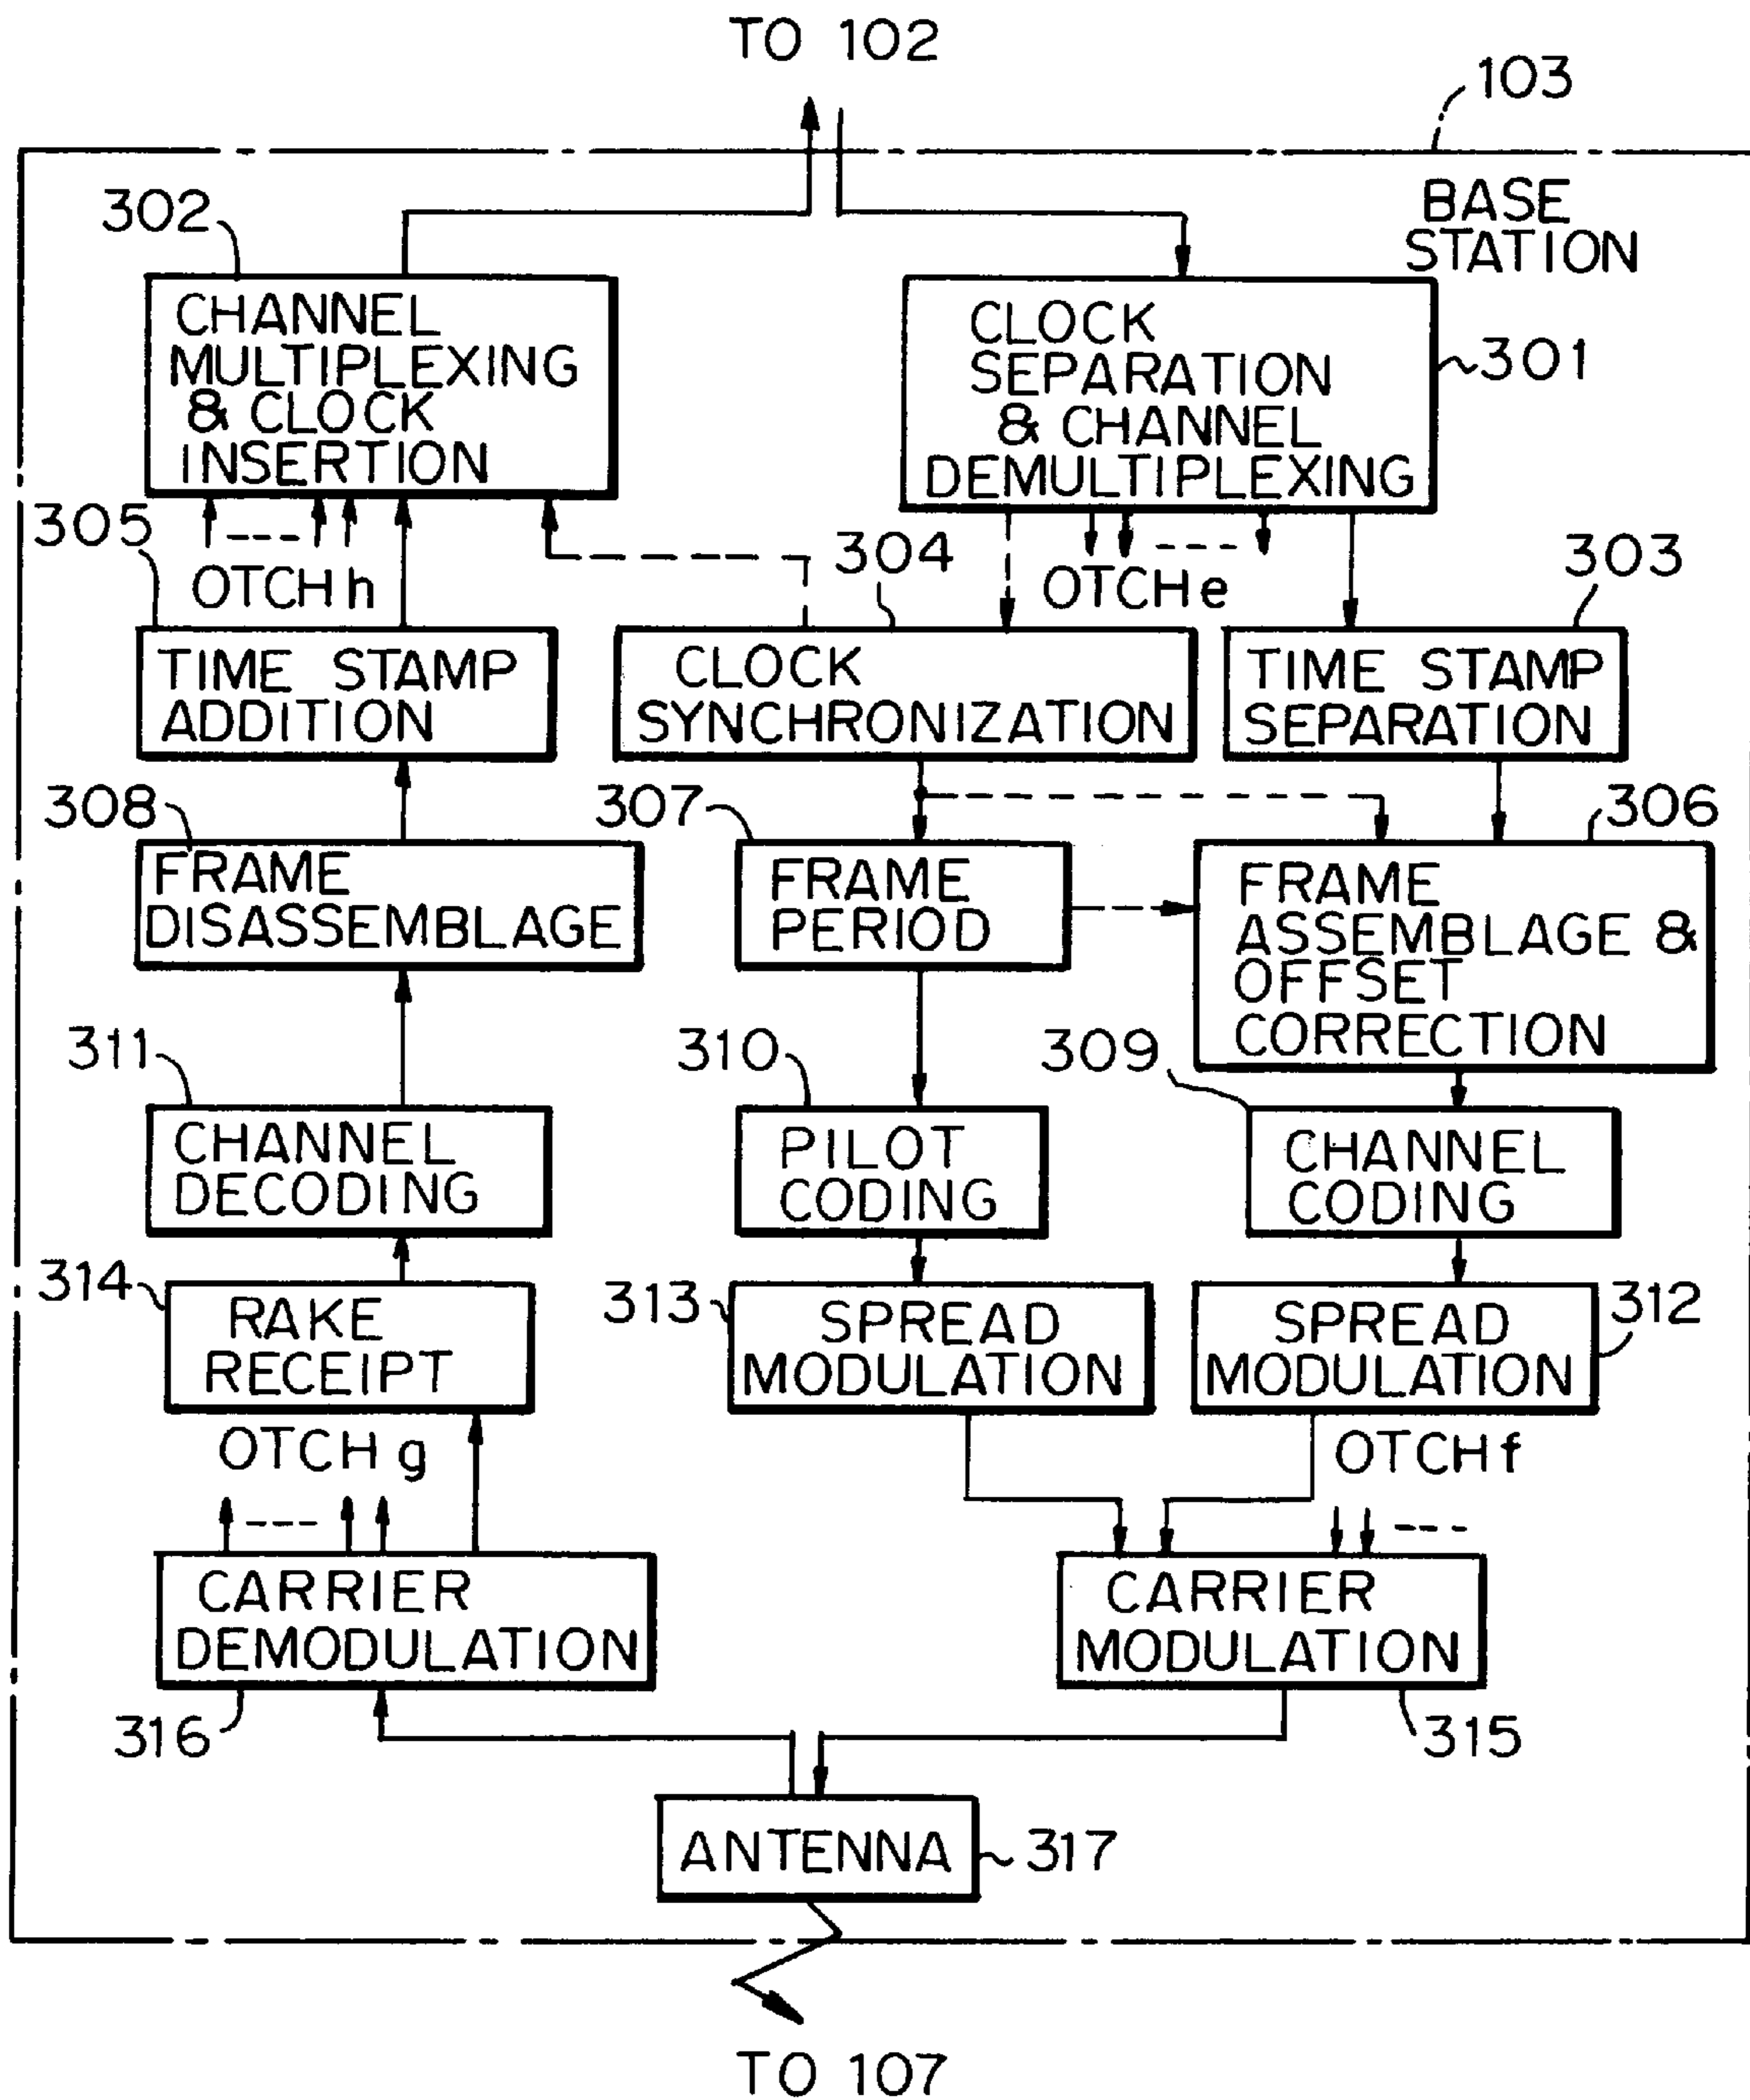 TO 102
103
BASE
STATION
302
CHANNEL
MULTIPLEXING
& CLOCK
INSERTION
CLOCK
SEPARATION
& CHANNEL
DEMULTIPLEXING
301
305
OTCH h
304
OTCH e
303
TIME STAMP
ADDITION
CLOCK
SYNCHRONIZATION
TIME STAMP
SEPARATION
308
307
306
FRAME
DISASSEMBLAGE
FRAME
PERIOD
FRAME
ASSEMBLAGE &
OFFSET
CORRECTION
311
310
309
CHANNEL
DECODING
PILOT
CODING
CHANNEL
CODING
314
RAKE
RECEIPT
313
SPREAD
MODULATION
SPREAD
MODULATION
312
OTCH g
OTCH f
CARRIER
DEMODULATION
CARRIER
MODULATION
316
315
ANTENNA
317
TO 107